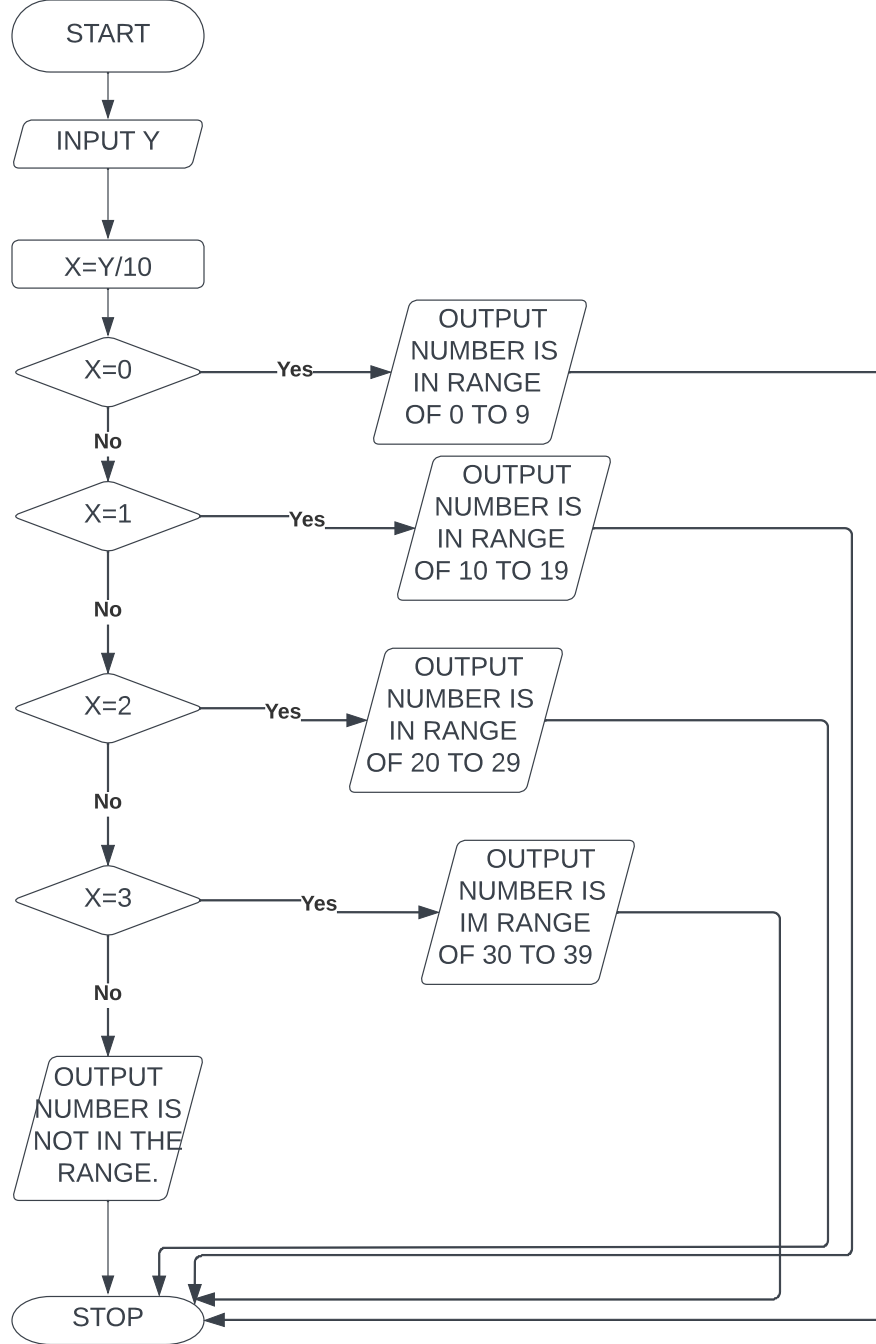 START
INPUT Y
X=Y/10
X=0
Yes
OUTPUT
NUMBER IS
IN RANGE
OF 0 TO 9
No
X=1
Yes
OUTPUT
NUMBER IS
IN RANGE
OF 10 TO 19
No
X=2
Yes
OUTPUT
NUMBER IS
IN RANGE
OF 20 TO 29
No
X=3
Yes
OUTPUT
NUMBER IS
IM RANGE
OF 30 TO 39
No
OUTPUT
NUMBER IS
NOT IN THE
RANGE.
STOP